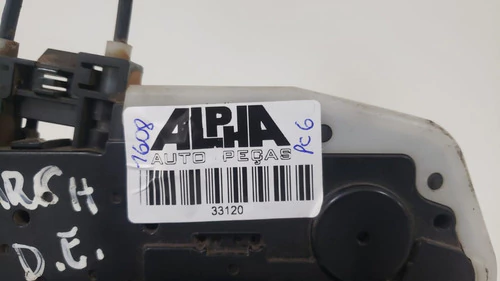 ALPHA
AUTO PEÇAS
1608
PC6
33120
D.E.